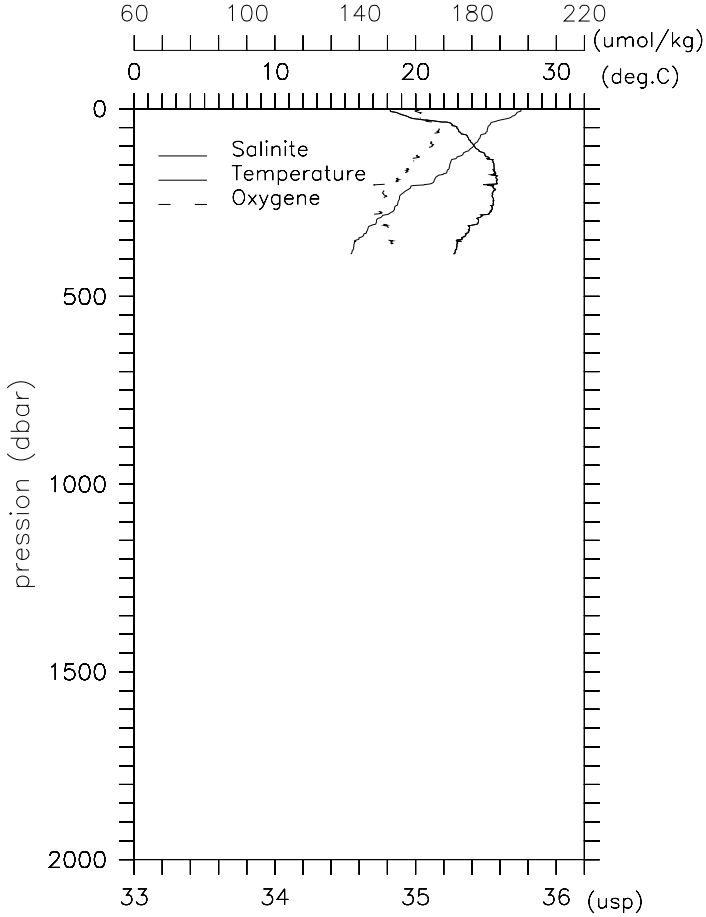 60 100 140 180 220
(umol/kg)
0 10 20 30
(deg.C)
0
Salinite
Temperature
Oxygene
500
pression (dbar)
1000
1500
2000
33 34 35 36
(usp)